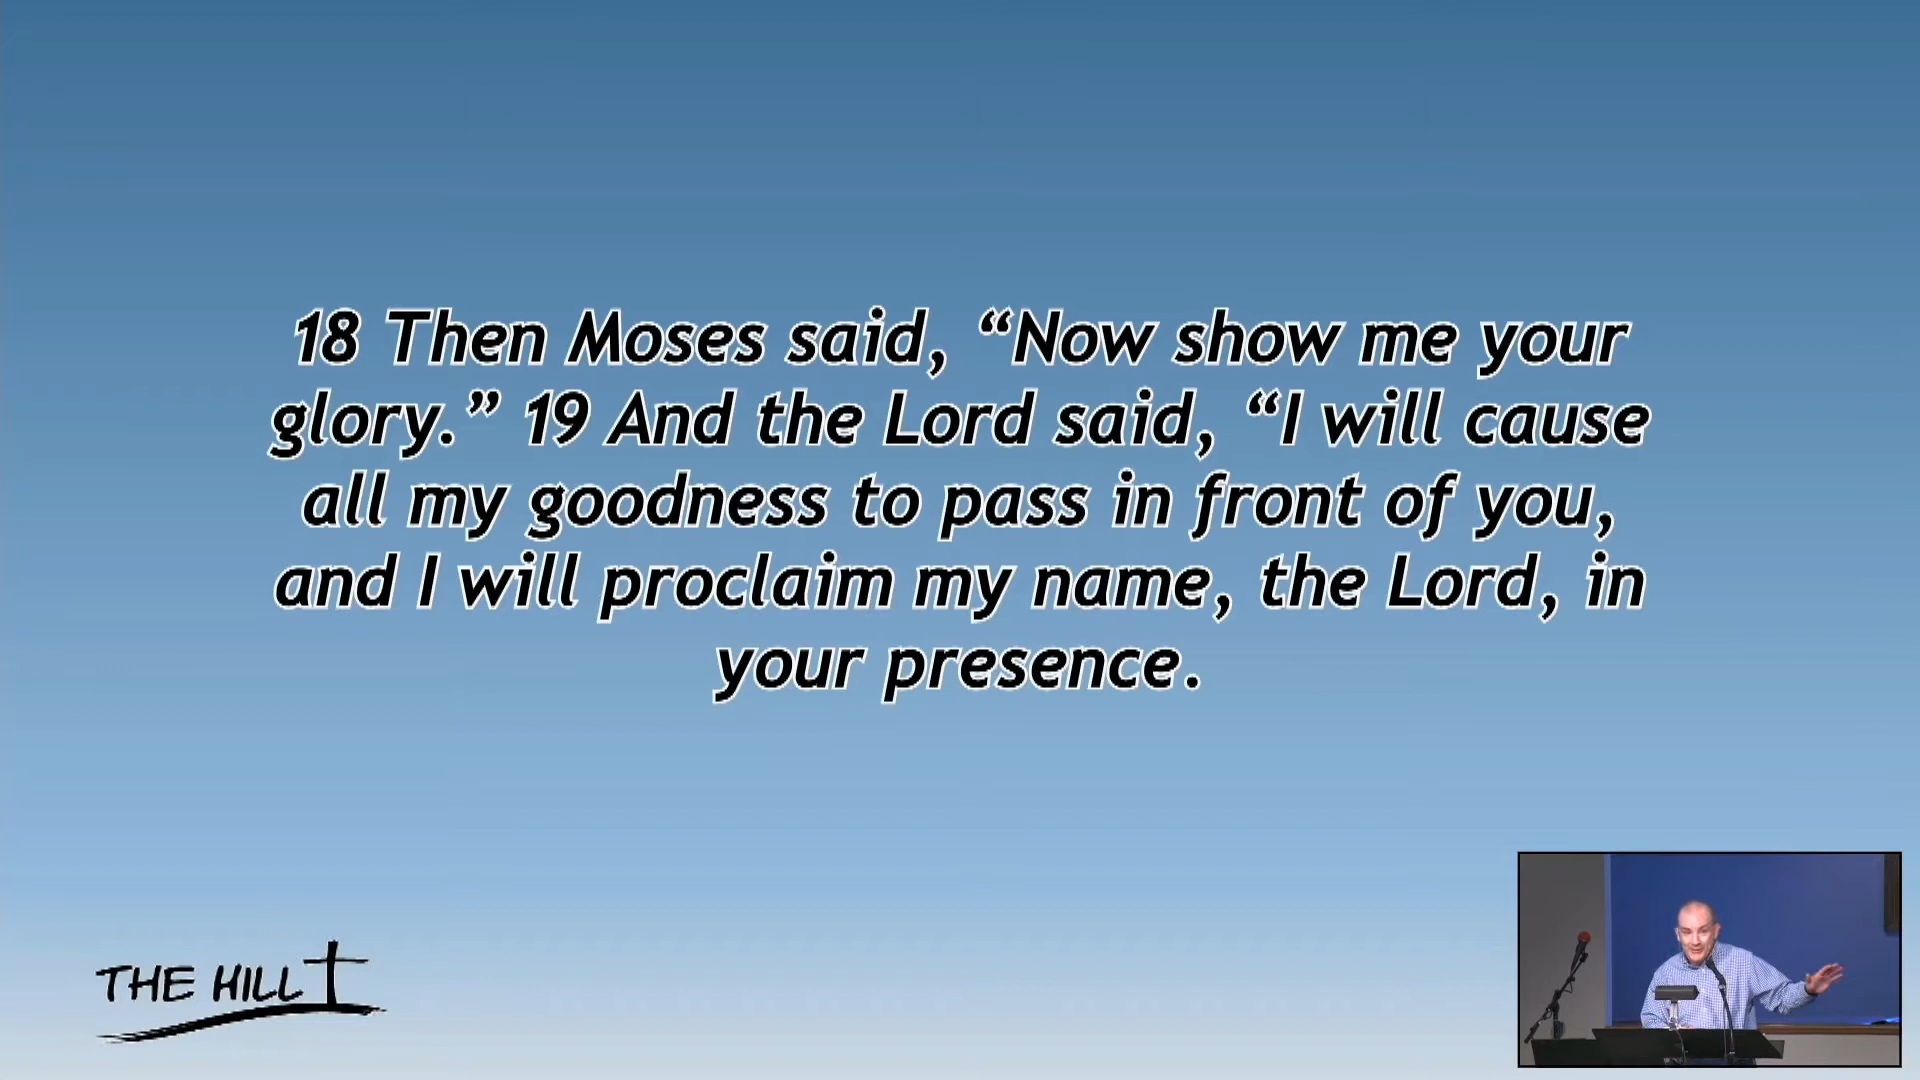 18 Then Moses said, “Now show me your
glory.” 19 And the Lord said, “I will cause
all my goodness to pass in front of you,
and I will proclaim my name, the Lord, in
your presence.
THE HILL